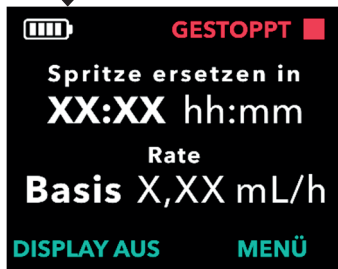 GESTOPPT
Spritze ersetzen in
XX:XX hh:mm
Rate
Basis X,XX mL/h
DISPLAY AUS MENÜ